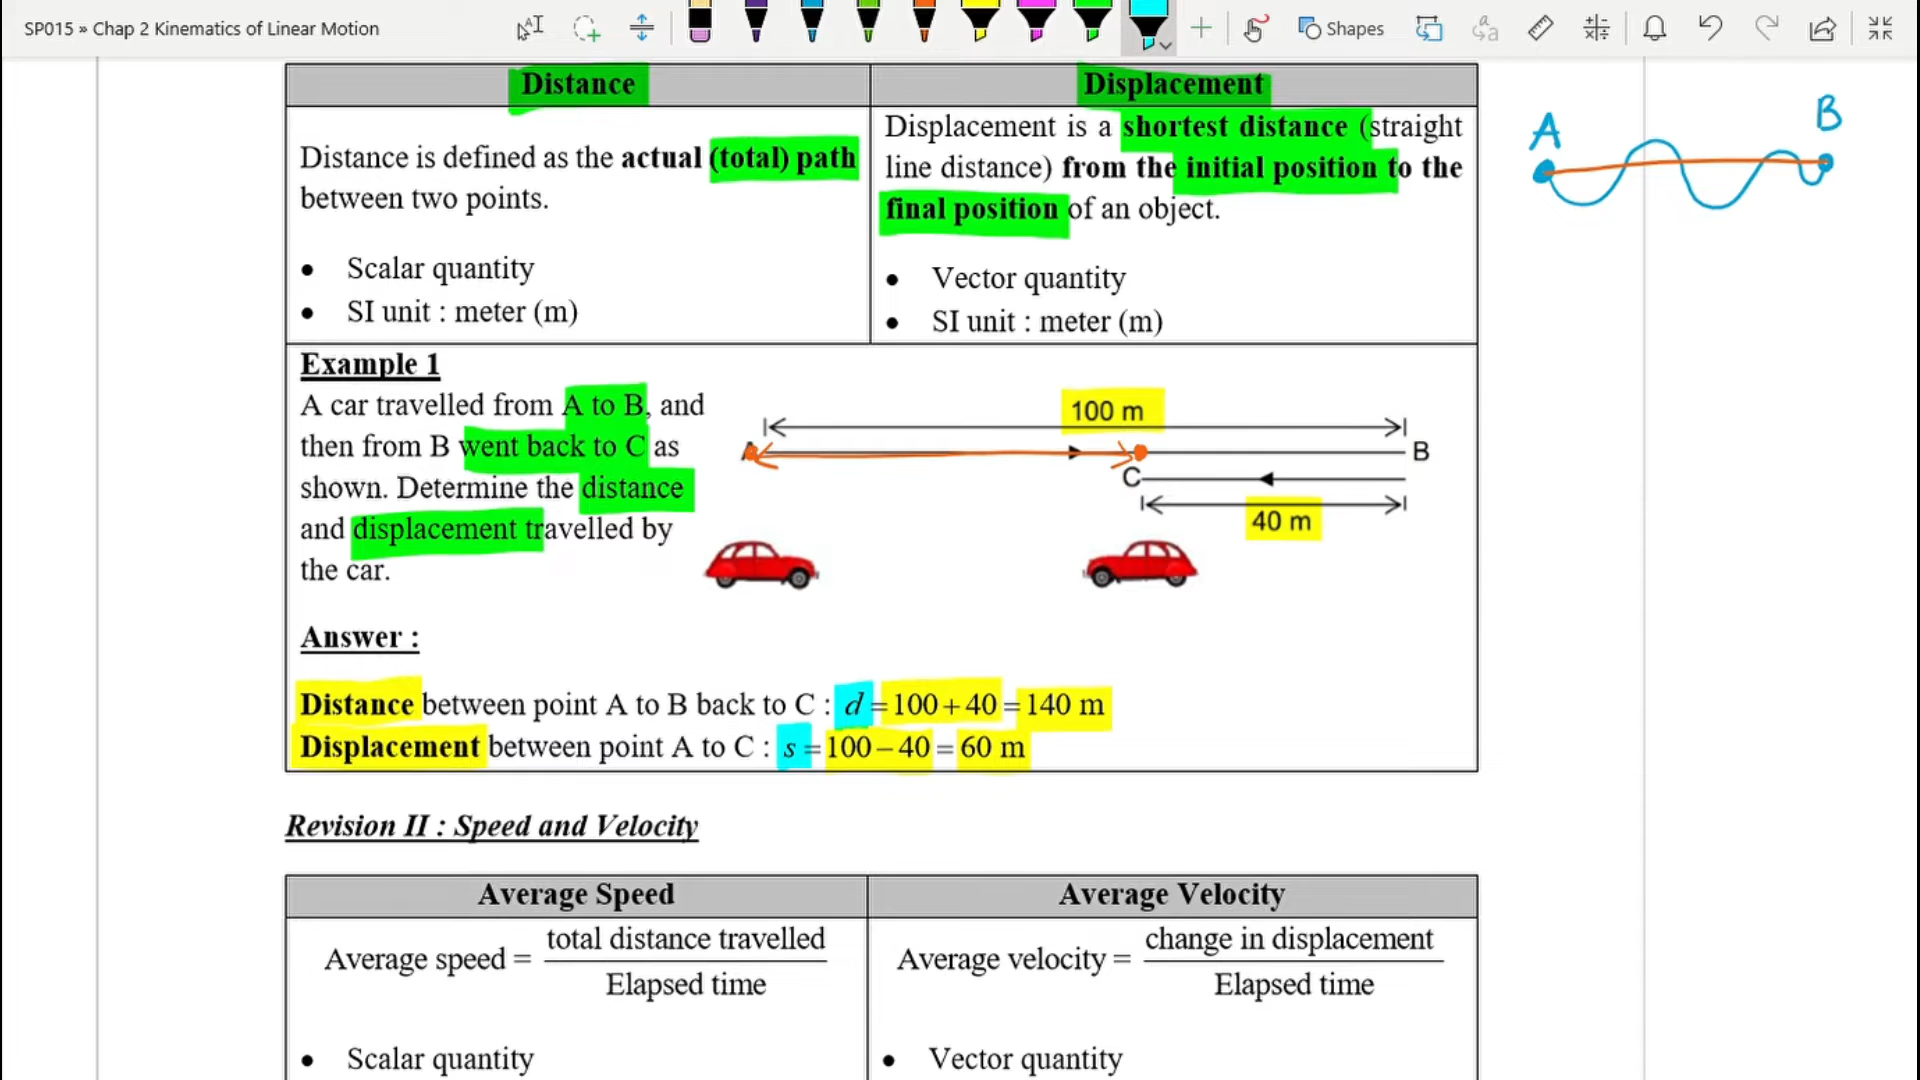 SP015 » Chap 2 Kinematics of Linear Motion
Shapes
Distance
Displacement
Distance is defined as the actual (total) path
between two points.
• Scalar quantity
• SI unit : meter (m)
Displacement is a shortest distance (straight
line distance) from the initial position to the
final position of an object.
• Vector quantity
• SI unit : meter (m)
A
B
Example 1
A car travelled from A to B, and
then from B went back to C as
shown. Determine the distance
and displacement travelled by
the car.
100 m
A
B
C
40 m
Answer :
Distance between point A to B back to C : d = 100 + 40 = 140 m
Displacement between point A to C : s = 100 – 40 = 60 m
Revision II : Speed and Velocity
Average Speed
Average Velocity
Average speed = total distance travelled
Elapsed time
Average velocity = change in displacement
Elapsed time
• Scalar quantity
• Vector quantity